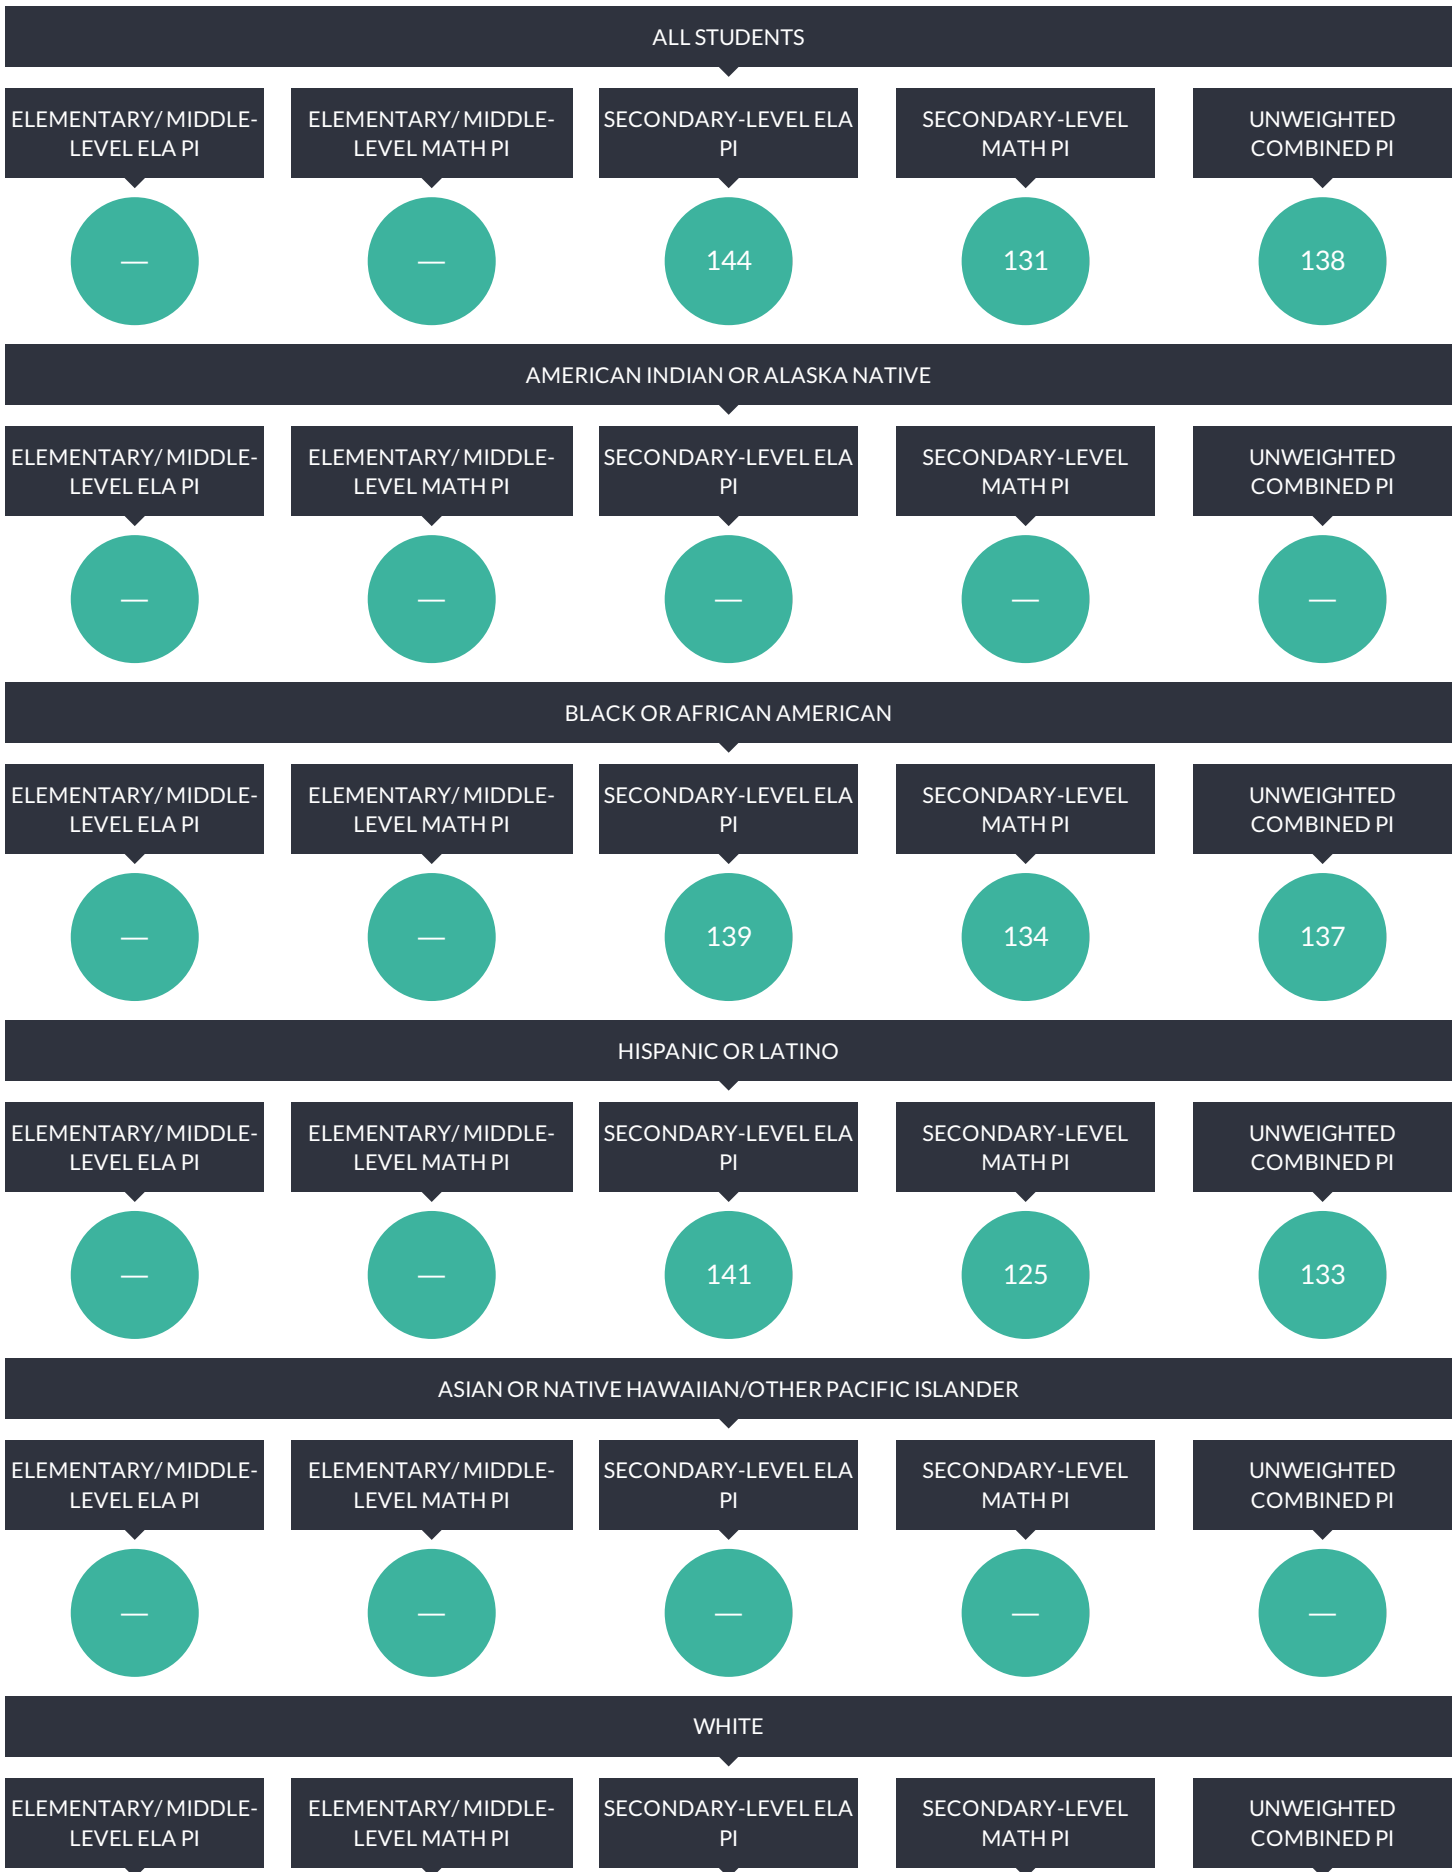 ALL STUDENTS
ELEMENTARY/ MIDDLE-
LEVEL ELA PI
ELEMENTARY/ MIDDLE-
LEVEL MATH PI
SECONDARY-LEVEL ELA
PI
SECONDARY-LEVEL
MATH PI
UNWEIGHTED
COMBINED PI
—
—
144
131
138
AMERICAN INDIAN OR ALASKA NATIVE
ELEMENTARY/ MIDDLE-
LEVEL ELA PI
ELEMENTARY/ MIDDLE-
LEVEL MATH PI
SECONDARY-LEVEL ELA
PI
SECONDARY-LEVEL
MATH PI
UNWEIGHTED
COMBINED PI
—
—
—
—
—
BLACK OR AFRICAN AMERICAN
ELEMENTARY/ MIDDLE-
LEVEL ELA PI
ELEMENTARY/ MIDDLE-
LEVEL MATH PI
SECONDARY-LEVEL ELA
PI
SECONDARY-LEVEL
MATH PI
UNWEIGHTED
COMBINED PI
—
—
139
134
137
HISPANIC OR LATINO
ELEMENTARY/ MIDDLE-
LEVEL ELA PI
ELEMENTARY/ MIDDLE-
LEVEL MATH PI
SECONDARY-LEVEL ELA
PI
SECONDARY-LEVEL
MATH PI
UNWEIGHTED
COMBINED PI
—
—
141
125
133
ASIAN OR NATIVE HAWAIIAN/OTHER PACIFIC ISLANDER
ELEMENTARY/ MIDDLE-
LEVEL ELA PI
ELEMENTARY/ MIDDLE-
LEVEL MATH PI
SECONDARY-LEVEL ELA
PI
SECONDARY-LEVEL
MATH PI
UNWEIGHTED
COMBINED PI
—
—
—
—
—
WHITE
ELEMENTARY/ MIDDLE-
LEVEL ELA PI
ELEMENTARY/ MIDDLE-
LEVEL MATH PI
SECONDARY-LEVEL ELA
PI
SECONDARY-LEVEL
MATH PI
UNWEIGHTED
COMBINED PI